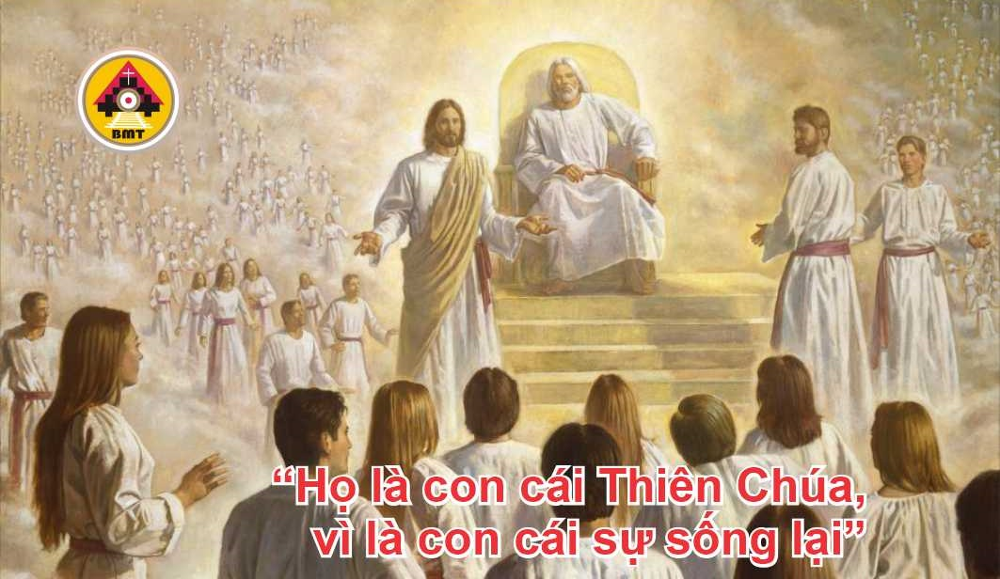 BMT
“Họ là con cái Thiên Chúa,
vì là con cái sự sống lại”